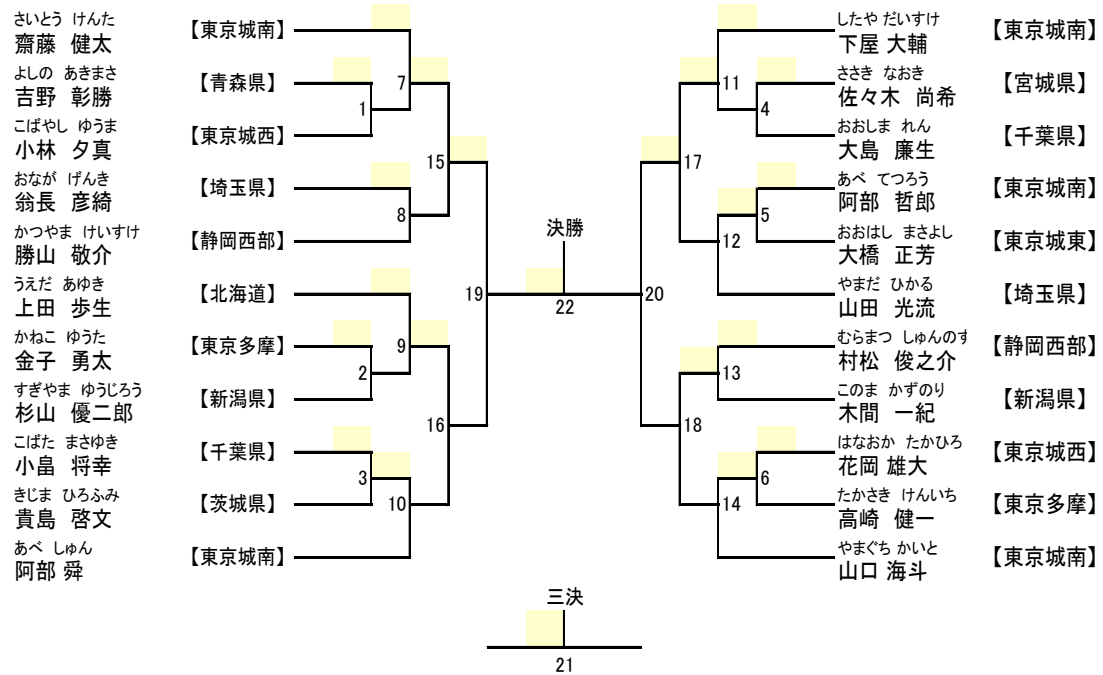 さいとう けんた
齋藤 健太 【東京城南】
よしの あきまさ
吉野 彰勝 【青森県】
こばやし ゆうま
小林 夕真 【東京城西】
おなが げんき
翁長 彦綺 【埼玉県】
かつやま けいすけ
勝山 敬介 【静岡西部】
うえだ あゆき
上田 歩生 【北海道】
かねこ ゆうた
金子 勇太 【東京多摩】
すぎやま ゆうじろう
杉山 優二郎 【新潟県】
こばた まさゆき
小畠 将幸 【千葉県】
きじま ひろふみ
貴島 啓文 【茨城県】
あべ しゅん
阿部 舜 【東京城南】
1
2
3
7
8
9
10
15
16
19
決勝
22
20
17
18
11
12
13
14
4
5
6
したや だいすけ
下屋 大輔 【東京城南】
ささき なおき
佐々木 尚希 【宮城県】
おおしま れん
大島 廉生 【千葉県】
あべ てつろう
阿部 哲郎 【東京城南】
おおはし まさよし
大橋 正芳 【東京城東】
やまだ ひかる
山田 光流 【埼玉県】
むらまつ しゅんのす
村松 俊之介 【静岡西部】
このま かずのり
木間 一紀 【新潟県】
はなおか たかひろ
花岡 雄大 【東京城西】
たかさき けんいち
高崎 健一 【東京多摩】
やまぐち かいと
山口 海斗 【東京城南】
三決
21